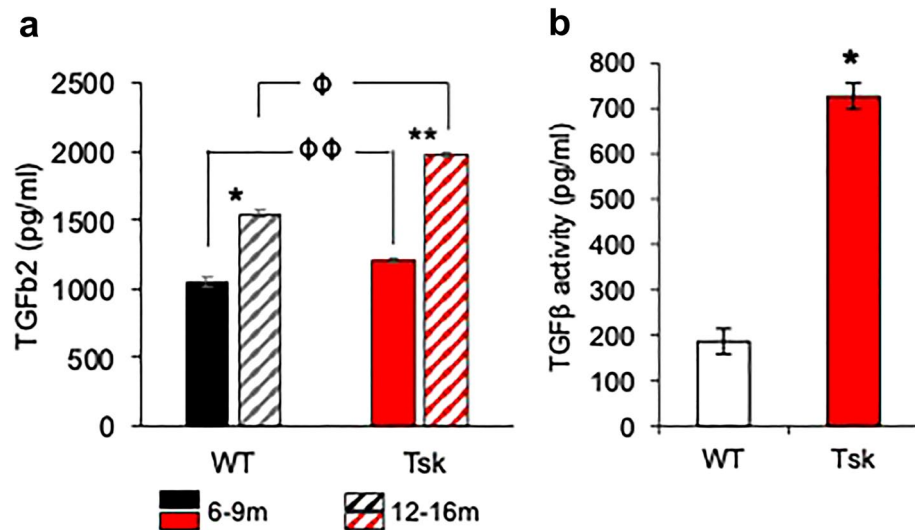 a
2500
2000
1500
1000
500
0
TGFb2 (pg/ml)
Φ
ΦΦ
*
**
WT
Tsk
6-9m
12-16m
b
800
700
600
500
400
300
200
100
0
TGFβ activity (pg/ml)
*
WT
Tsk